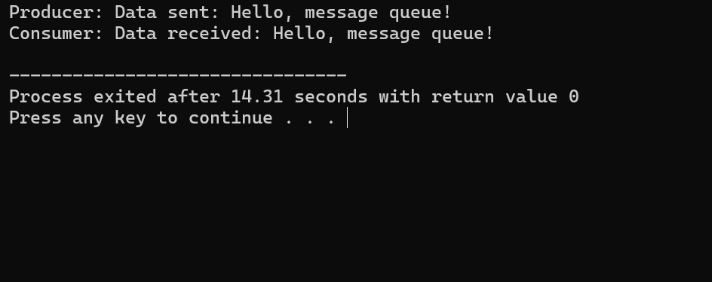 Producer: Data sent: Hello, message queue!
Consumer: Data received: Hello, message queue!
--------------------------------
Process exited after 14.31 seconds with return value 0
Press any key to continue . . .